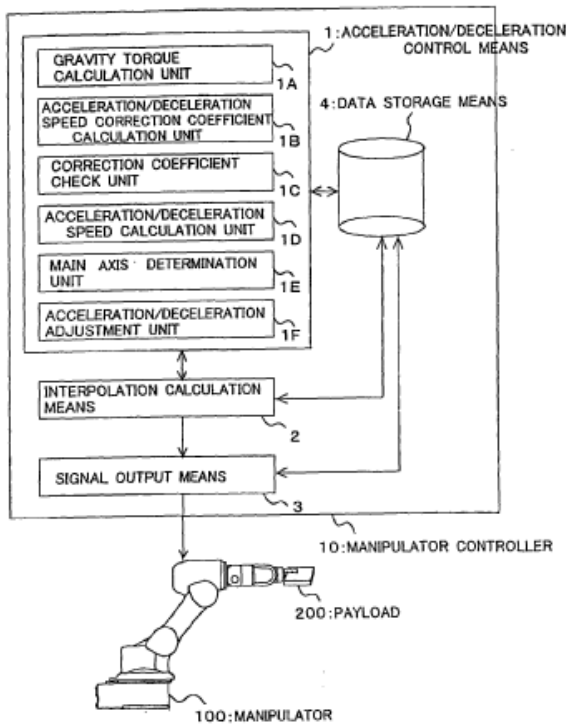 1:ACCELERATION/DECELERATION
CONTROL MEANS
GRAVITY TORQUE
CALCULATION UNIT
1A
4:DATA STORAGE MEANS
ACCELERATION/DECELERATION
SPEED CORRECTION COEFFICIENT
CALCULATION UNIT
1B
CORRECTION COEFFICIENT
CHECK UNIT
1C
ACCELERATION/DECELERATION
SPEED CALCULATION UNIT
1D
MAIN AXIS DETERMINATION
UNIT
1E
ACCELERATION/DECELERATION
ADJUSTMENT UNIT
1F
INTERPOLATION CALCULATION
MEANS
2
SIGNAL OUTPUT MEANS
3
10:MANIPULATOR CONTROLLER
200:PAYLOAD
100:MANIPULATOR